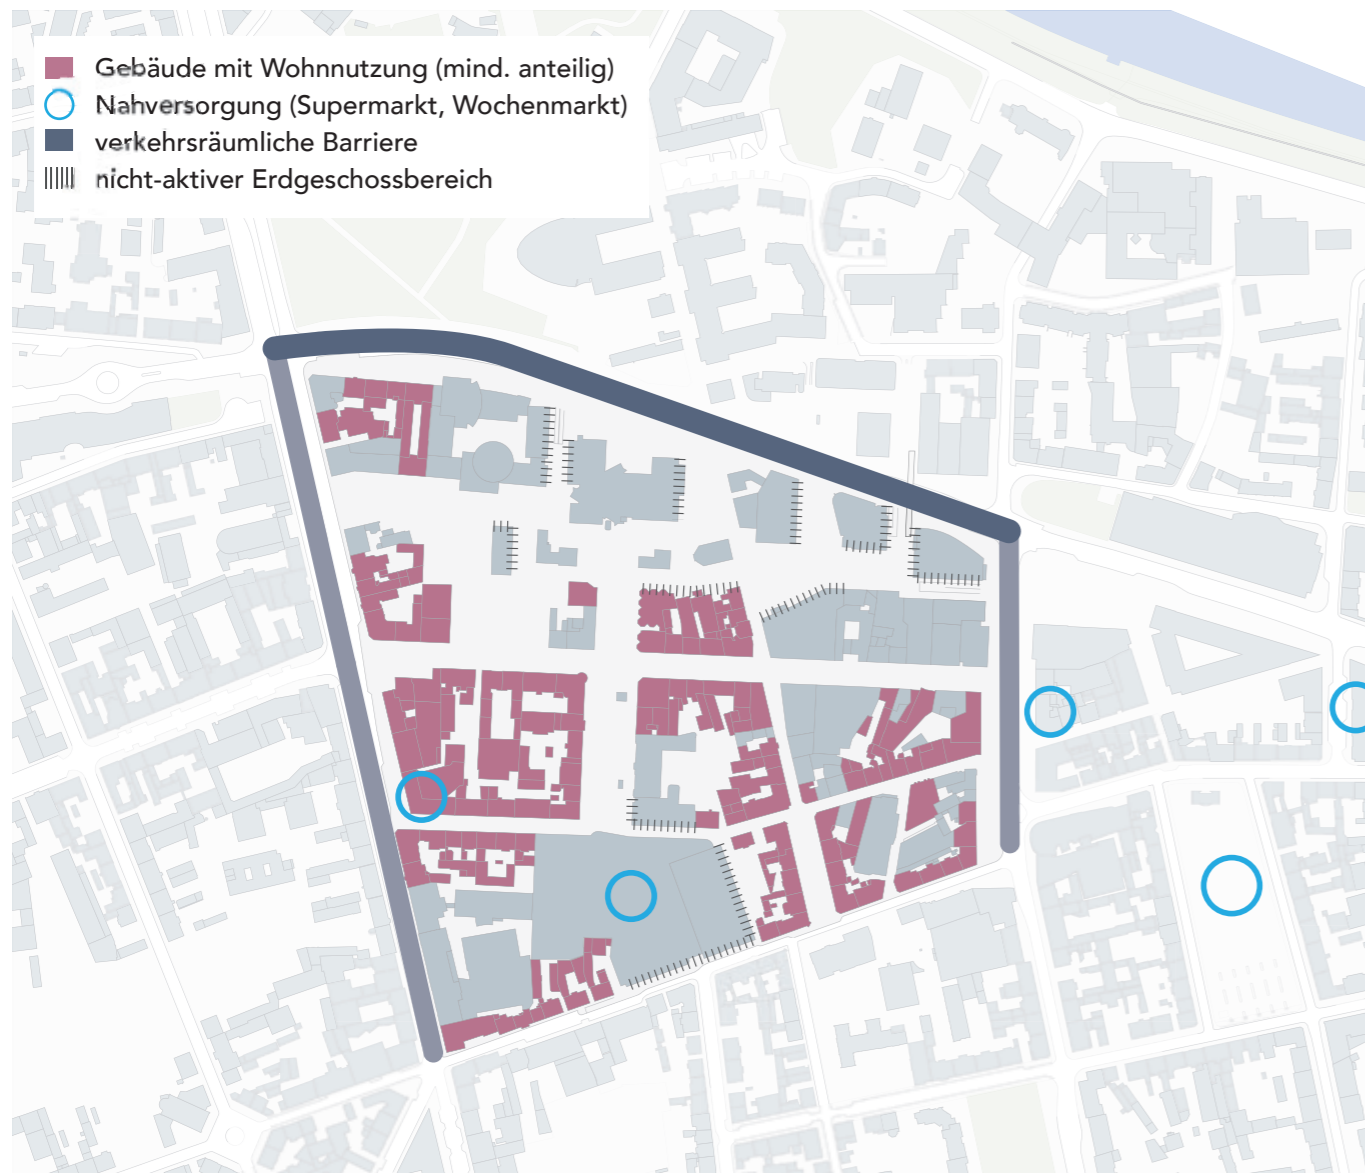 Gebäude mit Wohnnutzung (mind. anteilig)
Nahversorgung (Supermarkt, Wochenmarkt)
verkehrsräumliche Barriere
nicht-aktiver Erdgeschossbereich